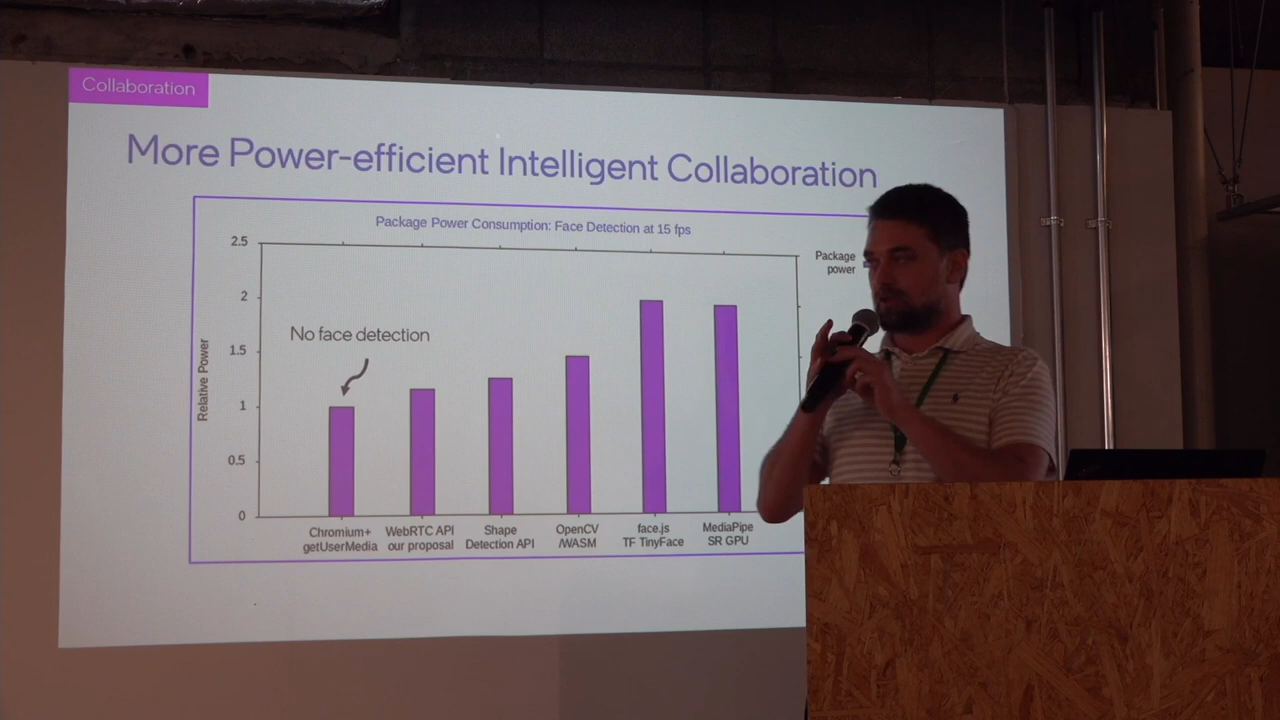 Collaboration
More Power-efficient Intelligent Collaboration
Package Power Consumption: Face Detection at 15 fps
Package
power
2.5
2
1.5
1
0.5
0
Relative Power
No face detection
Chromium+
getUserMedia
WebRTC API
our proposal
Shape
Detection API
OpenCV
/WASM
face.js
TF TinyFace
MediaPipe
SR GPU